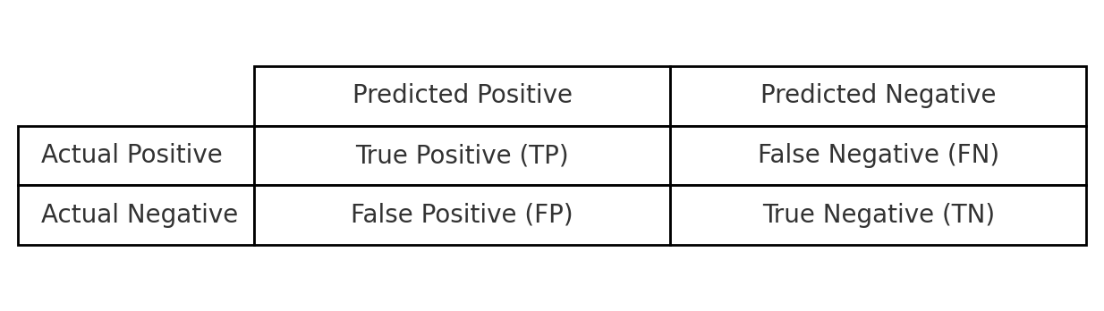 Predicted Positive Predicted Negative
Actual Positive True Positive (TP) False Negative (FN)
Actual Negative False Positive (FP) True Negative (TN)